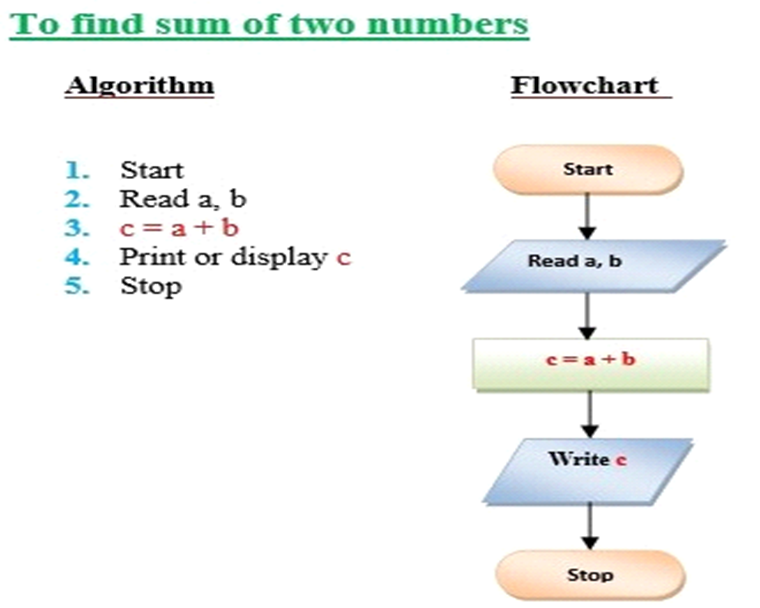 To find sum of two numbers
Algorithm
1. Start
2. Read a, b
3. c = a + b
4. Print or display c
5. Stop
Flowchart
Start
Read a, b
c = a + b
Write c
Stop